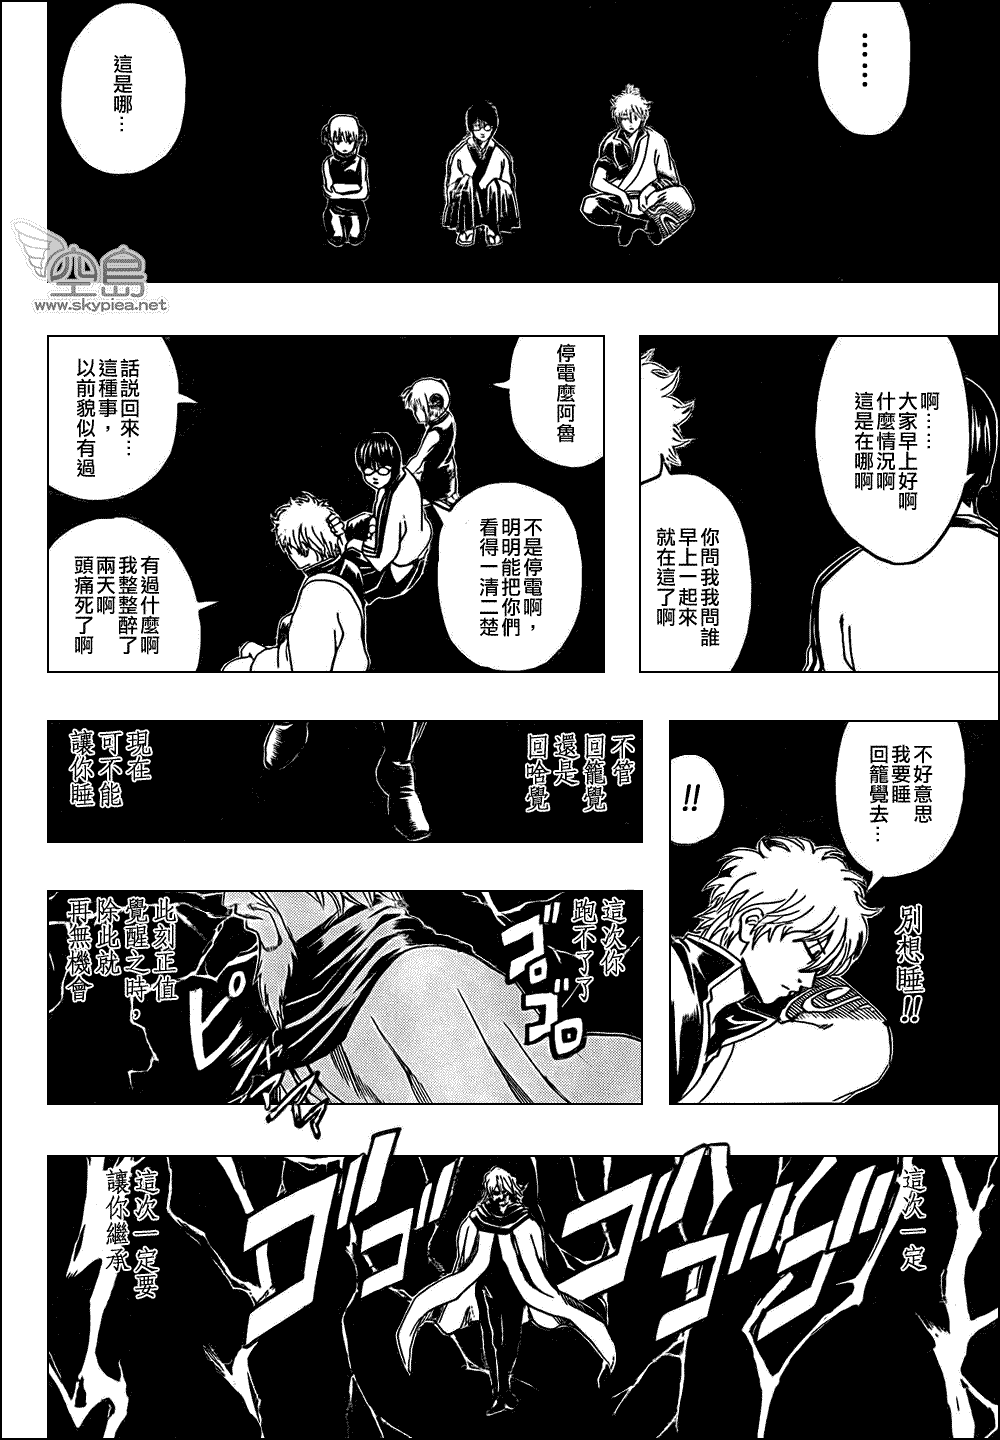 ……
這是哪…
空島
www.skypiea.net
啊……
大家早上好啊
什麼情況啊
這是在哪啊
你問我我問誰
早上一起來
就在這了啊
停電麼阿魯
不是停電啊，
明明能把你們
看得一清二楚
話說回來…
這種事，
以前貌似有過
有過什麼啊
我整整醉了
兩天啊
頭痛死了啊
不好意思
我要睡
回籠覺去…
!!
別想睡!!
不管
回籠覺
還是
回啥覺
現在
可不能
讓你睡
這次你
跑不了了
ゴゴゴゴ
此刻正值
覺醒之時，
除此就
再無機會
ピ
這次一定
ゴゴゴゴゴ
這次一定要
讓你繼承